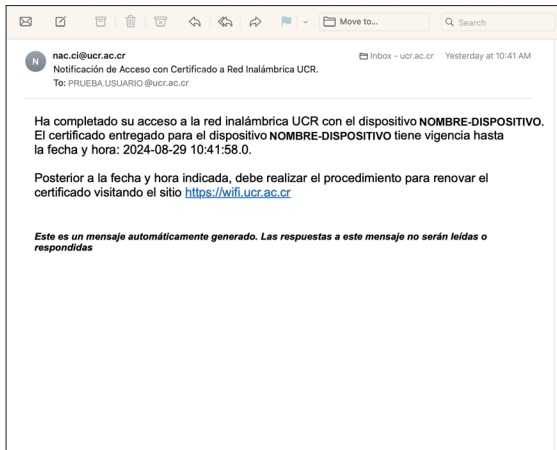 Move to...
Search
N
nac.ci@ucr.ac.cr
Inbox - ucr.ac.cr Yesterday at 10:41 AM
Notificación de Acceso con Certificado a Red Inalámbrica UCR.
To: PRUEBA.USUARIO @ucr.ac.cr
Ha completado su acceso a la red inalámbrica UCR con el dispositivo NOMBRE-DISPOSITIVO.
El certificado entregado para el dispositivo NOMBRE-DISPOSITIVO tiene vigencia hasta
la fecha y hora: 2024-08-29 10:41:58.0.
Posterior a la fecha y hora indicada, debe realizar el procedimiento para renovar el
certificado visitando el sitio https://wifi.ucr.ac.cr
Este es un mensaje automáticamente generado. Las respuestas a este mensaje no serán leídas o
respondidas